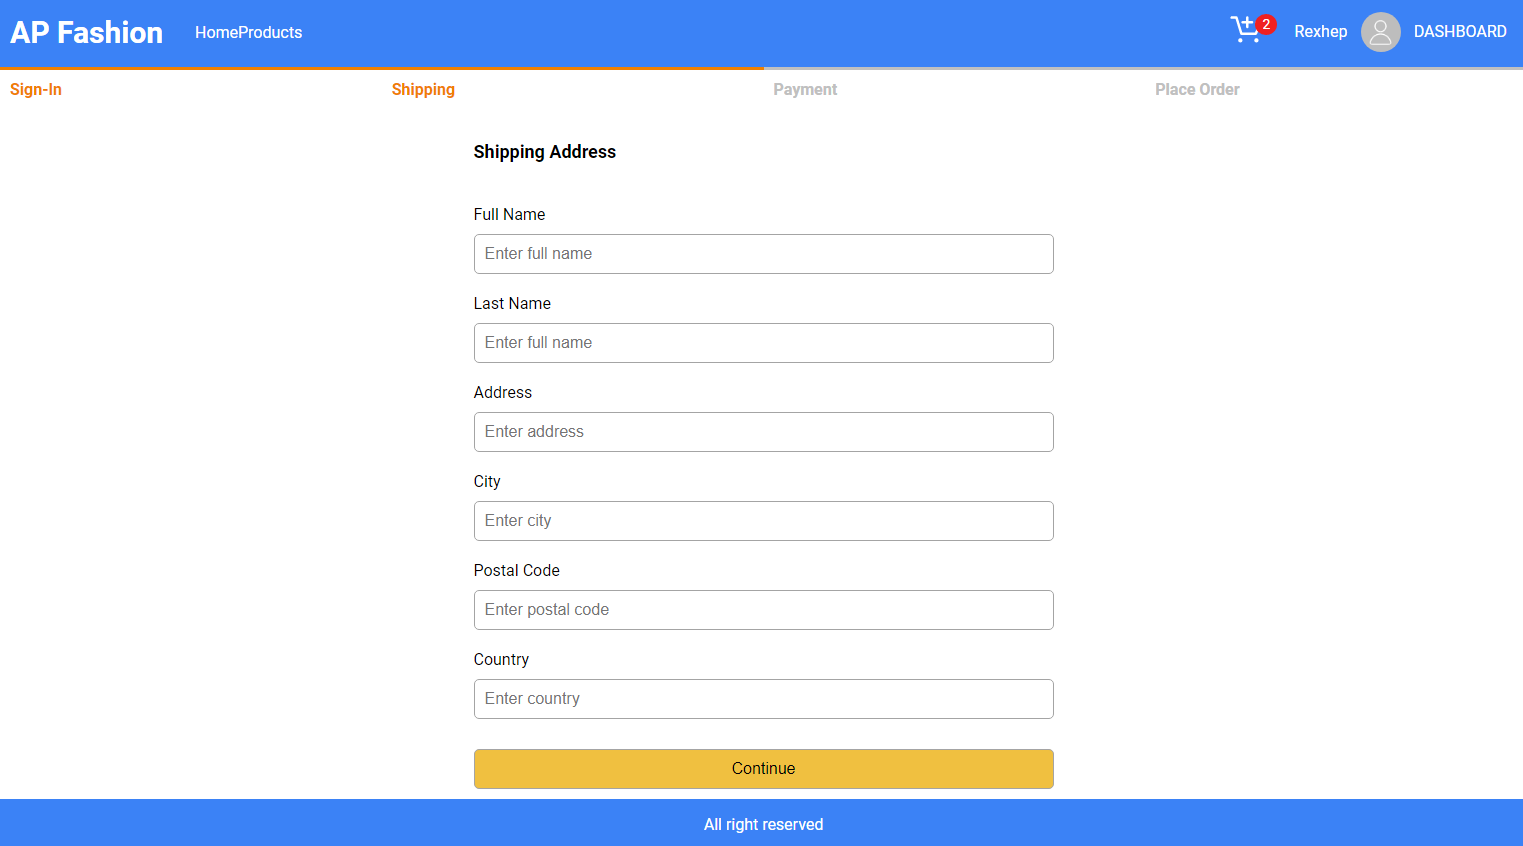 AP Fashion HomeProducts 2 Rexhep DASHBOARD
Sign-In Shipping Payment Place Order
Shipping Address
Full Name
Enter full name
Last Name
Enter full name
Address
Enter address
City
Enter city
Postal Code
Enter postal code
Country
Enter country
Continue
All right reserved